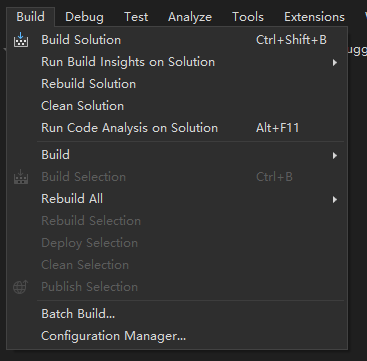 Build Debug Test Analyze Tools Extensions
Build Solution Ctrl+Shift+B
ugg
Run Build Insights on Solution
Rebuild Solution
Clean Solution
Run Code Analysis on Solution Alt+F11
Build
Build Selection Ctrl+B
Rebuild All
Rebuild Selection
Deploy Selection
Clean Selection
Publish Selection
Batch Build...
Configuration Manager...